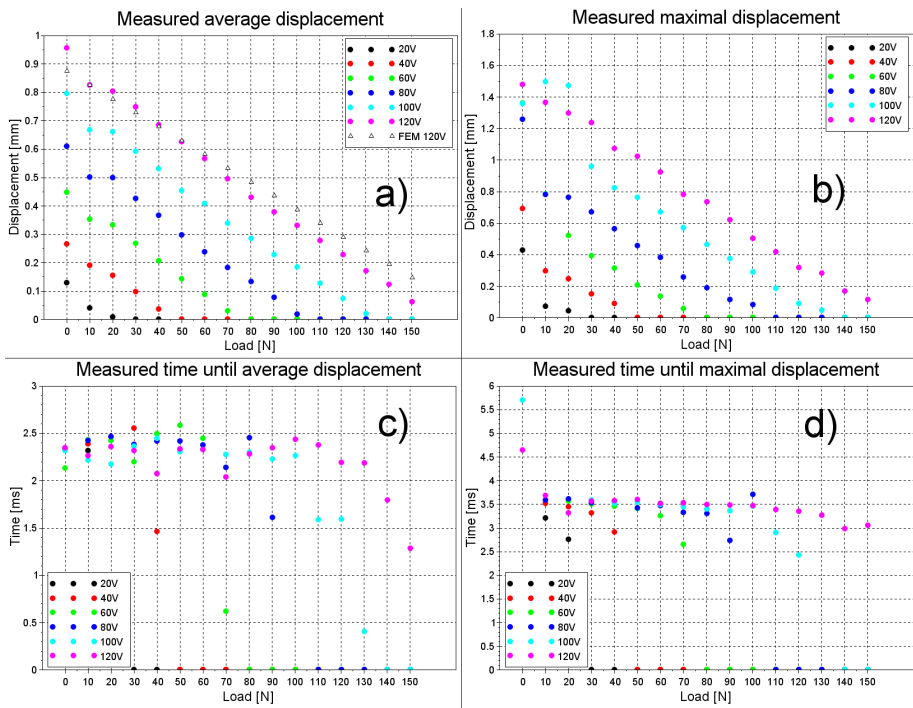 Measured average displacement
Displacement [mm]
1
0.9
0.8
0.7
0.6
0.5
0.4
0.3
0.2
0.1
0
20V
40V
60V
80V
100V
120V
FEM 120V
a)
0 10 20 30 40 50 60 70 80 90 100 110 120 130 140 150
Load [N]
Measured maximal displacement
Displacement [mm]
1.8
1.6
1.4
1.2
1
0.8
0.6
0.4
0.2
0
20V
40V
60V
80V
100V
120V
b)
0 10 20 30 40 50 60 70 80 90 100 110 120 130 140 150
Load [N]
Measured time until average displacement
Time [ms]
3
2.5
2
1.5
1
0.5
0
c)
20V
40V
60V
80V
100V
120V
0 10 20 30 40 50 60 70 80 90 100 110 120 130 140 150
Load [N]
Measured time until maximal displacement
Time [ms]
6
5.5
5
4.5
4
3.5
3
2.5
2
1.5
1
0.5
0
d)
20V
40V
60V
80V
100V
120V
0 10 20 30 40 50 60 70 80 90 100 110 120 130 140 150
Load [N]